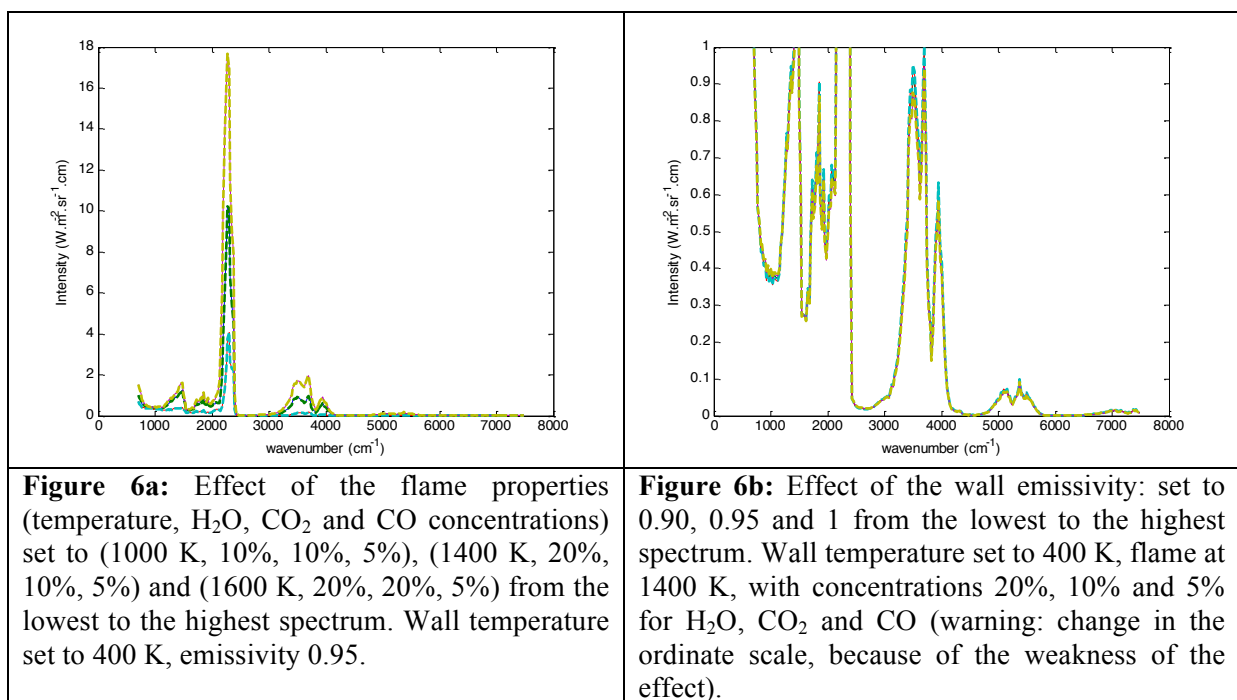 18
16
14
12
10
8
6
4
2
0
Intensity (W.m².sr⁻¹.cm)
0 1000 2000 3000 4000 5000 6000 7000 8000
wavenumber (cm⁻¹)
1
0.9
0.8
0.7
0.6
0.5
0.4
0.3
0.2
0.1
0
Intensity (W.m².sr⁻¹.cm)
0 1000 2000 3000 4000 5000 6000 7000 8000
wavenumber (cm⁻¹)
Figure 6a: Effect of the flame properties
(temperature, H₂O, CO₂ and CO concentrations)
set to (1000 K, 10%, 10%, 5%), (1400 K, 20%,
10%, 5%) and (1600 K, 20%, 20%, 5%) from the
lowest to the highest spectrum. Wall temperature
set to 400 K, emissivity 0.95.
Figure 6b: Effect of the wall emissivity: set to
0.90, 0.95 and 1 from the lowest to the highest
spectrum. Wall temperature set to 400 K, flame at
1400 K, with concentrations 20%, 10% and 5%
for H₂O, CO₂ and CO (warning: change in the
ordinate scale, because of the weakness of the
effect).